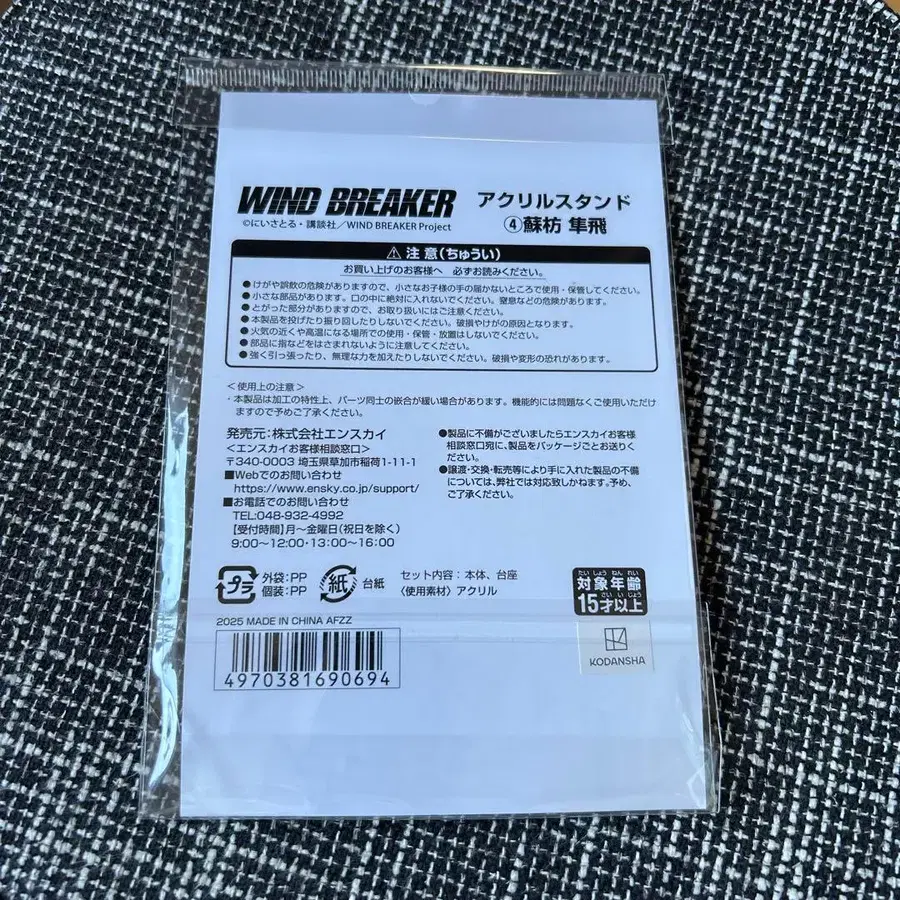 WIND BREAKER
©にいさとる・講談社／WIND BREAKER Project
アクリルスタンド
④蘇枋 隼飛
⚠注意(ちゅうい)
お買い上げのお客様へ 必ずお読みください。
●けがや誤飲の危険がありますので、小さなお子様の手の届かないところで使用・保管してください。
●小さな部品があります。口の中に絶対に入れないでください。窒息などの危険があります。
●とがった部分がありますので、お取り扱いにはご注意ください。
●本製品を投げたり振り回したりしないでください。破損やけがの原因となります。
●火気の近くや高温になる場所での使用・保管・放置はしないでください。
●部品に指などをはさまれないように注意してください。
●強く引っ張ったり、無理な力を加えたりしないでください。破損や変形の恐れがあります。
＜使用上の注意＞
・本製品は加工の特性上、パーツ同士の嵌合が緩い場合があります。機能的には問題なくご使用いただけ
ますので予めご了承ください。
発売元：株式会社エンスカイ
＜エンスカイお客様相談窓口＞
〒340-0003 埼玉県草加市稲荷1-11-1
■Webでのお問い合わせ
https://www.ensky.co.jp/support/
■お電話でのお問い合わせ
TEL:048-932-4992
【受付時間】月～金曜日(祝日を除く)
9:00～12:00・13:00～16:00
●製品に不備がございましたらエンスカイお客様
相談窓口宛に、製品をパッケージごとお送りく
ださい。
●譲渡・交換・転売等により手に入れた製品の不備
については、弊社では対応致しかねます。予め、
ご了承ください。
プラ
外袋：PP
個装：PP
紙
台紙
セット内容：本体、台座
〈使用素材〉アクリル
たいしょうねんれい
対象年齢
さいいじょう
15才以上
2025 MADE IN CHINA AFZZ
4970381690694
KODANSHA